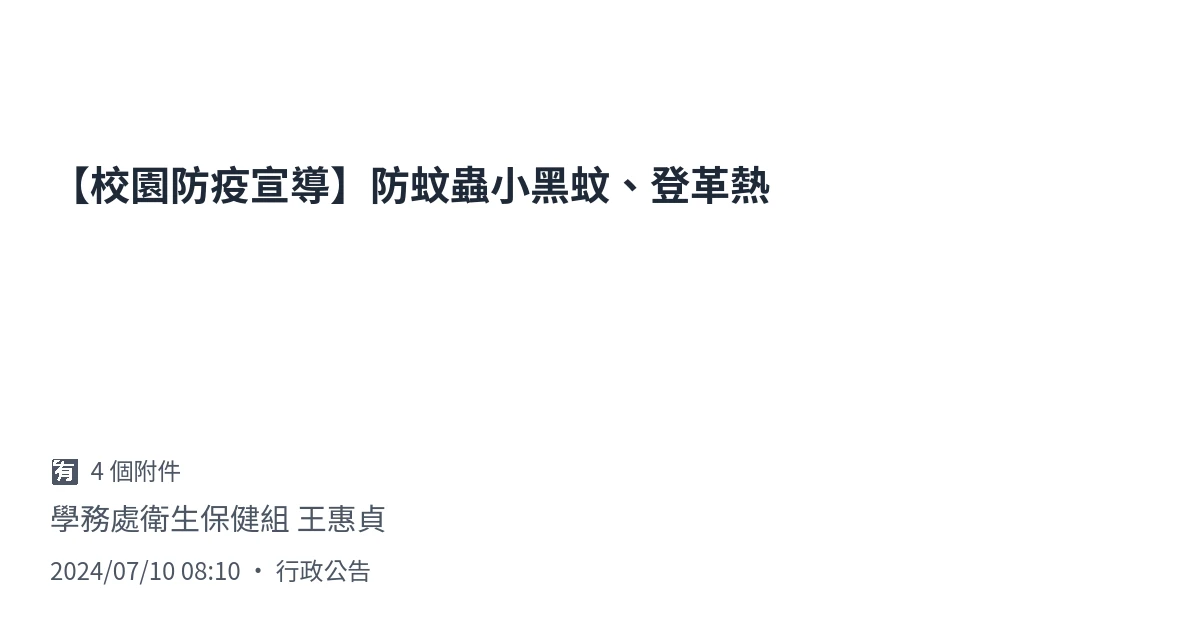 【校園防疫宣導】防蚊蟲小黑蚊、登革熱
🈶 4 個附件
學務處衛生保健組 王惠貞
2024/07/10 08:10 • 行政公告